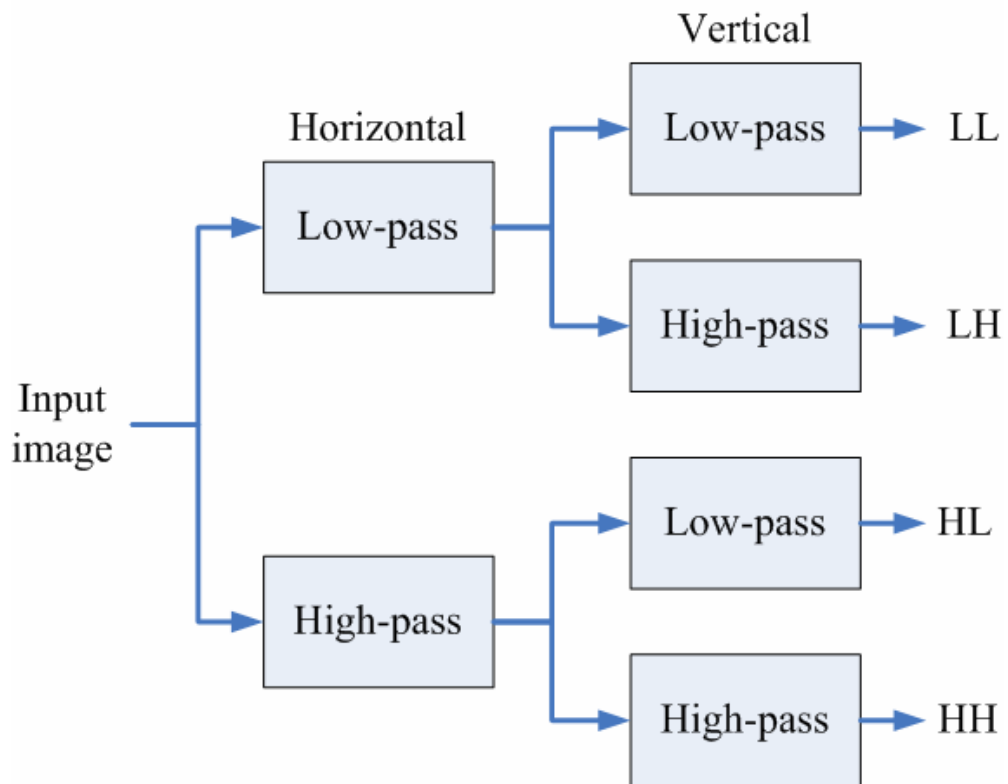 Vertical
Horizontal
Low-pass
LL
Low-pass
High-pass
LH
Input
image
Low-pass
HL
High-pass
High-pass
HH